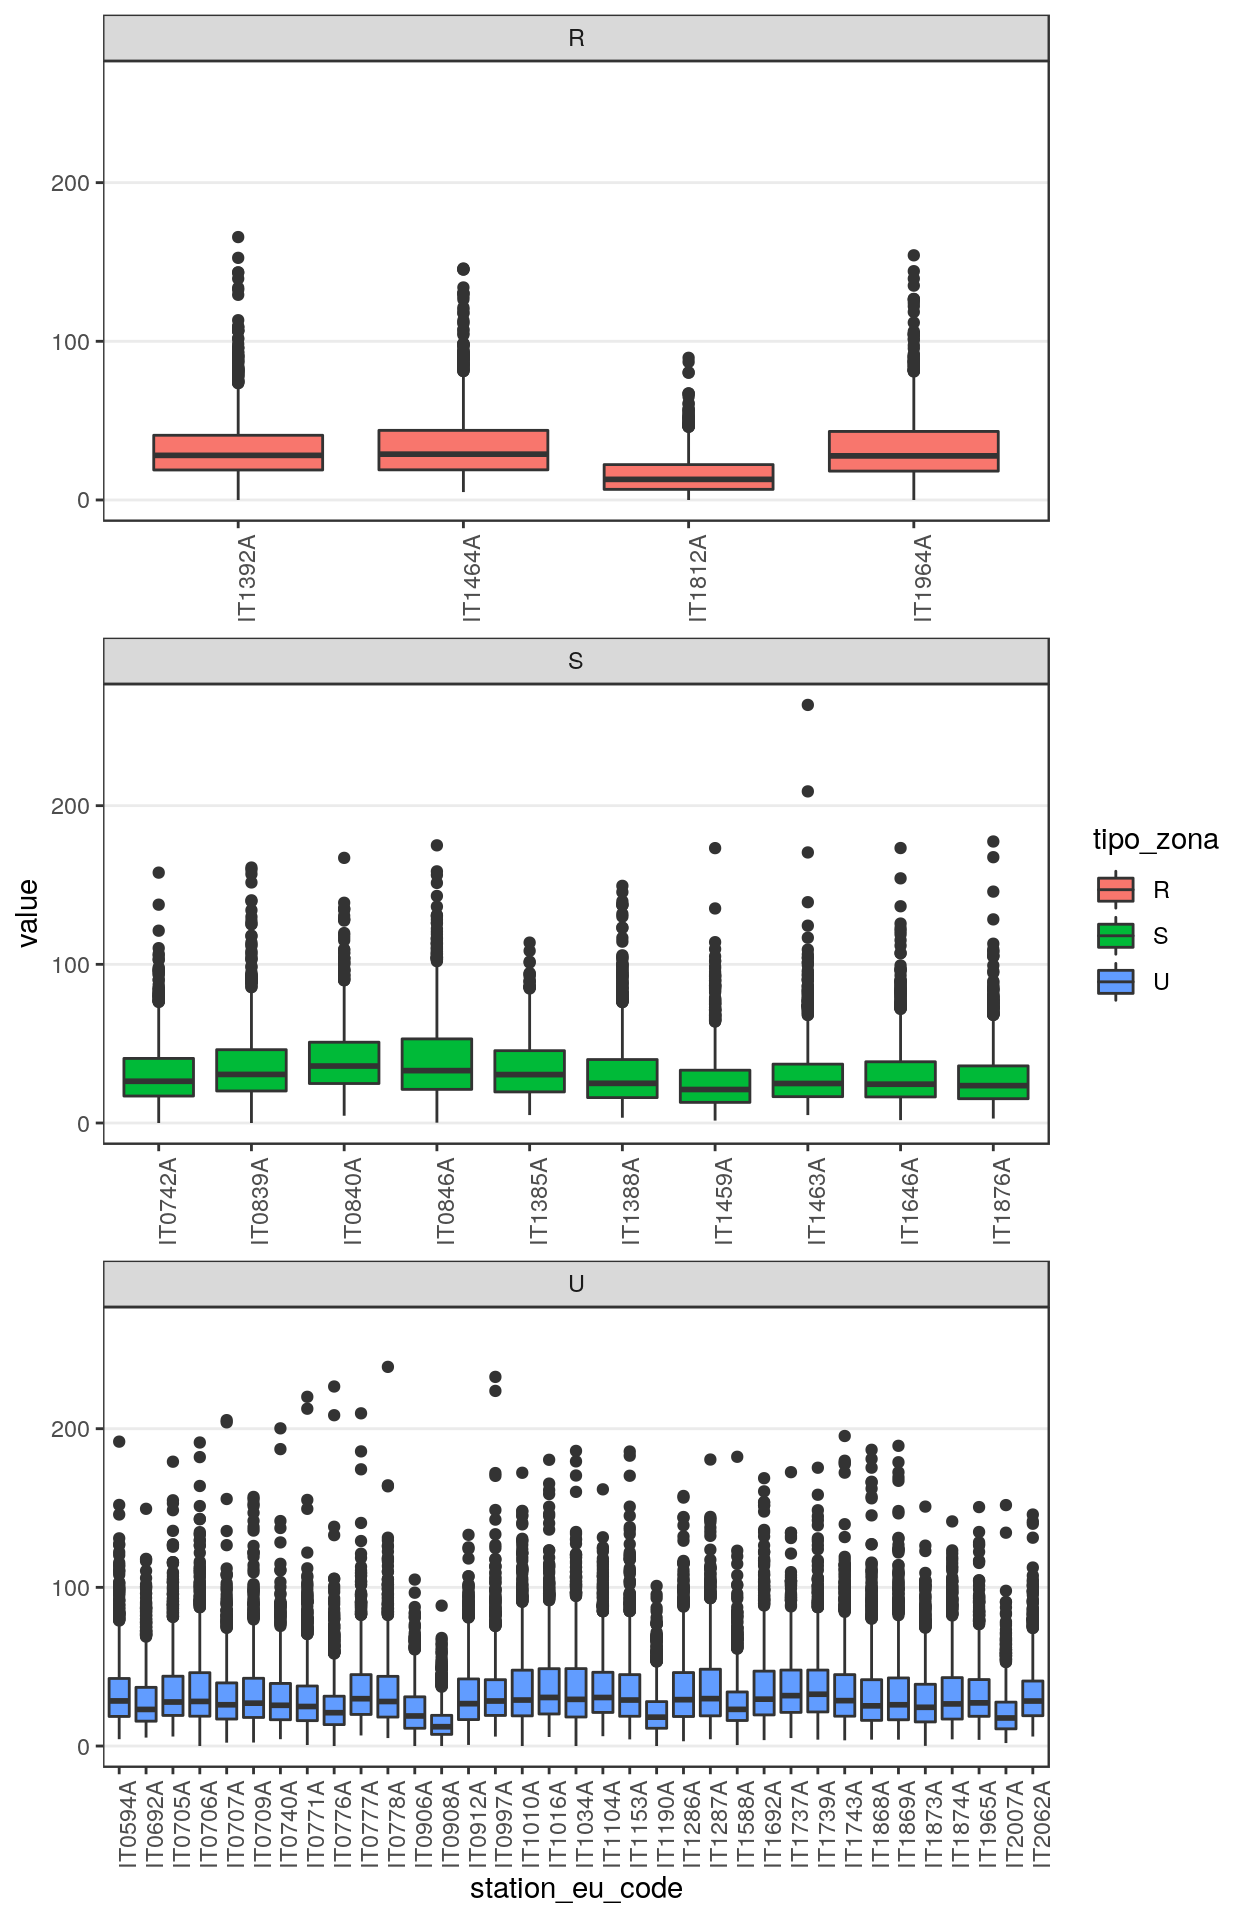 R
200
100
0
IT1392A
IT1464A
IT1812A
IT1964A
S
200
100
0
IT0742A
IT0839A
IT0840A
IT0846A
IT1385A
IT1388A
IT1459A
IT1463A
IT1646A
IT1876A
U
200
100
0
IT0594A
IT0692A
IT0705A
IT0706A
IT0707A
IT0709A
IT0740A
IT0771A
IT0776A
IT0777A
IT0778A
IT0906A
IT0908A
IT0912A
IT0997A
IT1010A
IT1016A
IT1034A
IT1104A
IT1153A
IT1190A
IT1286A
IT1287A
IT1588A
IT1692A
IT1737A
IT1739A
IT1743A
IT1868A
IT1869A
IT1873A
IT1874A
IT1965A
IT2007A
IT2062A
station_eu_code
value
tipo_zona
R
S
U